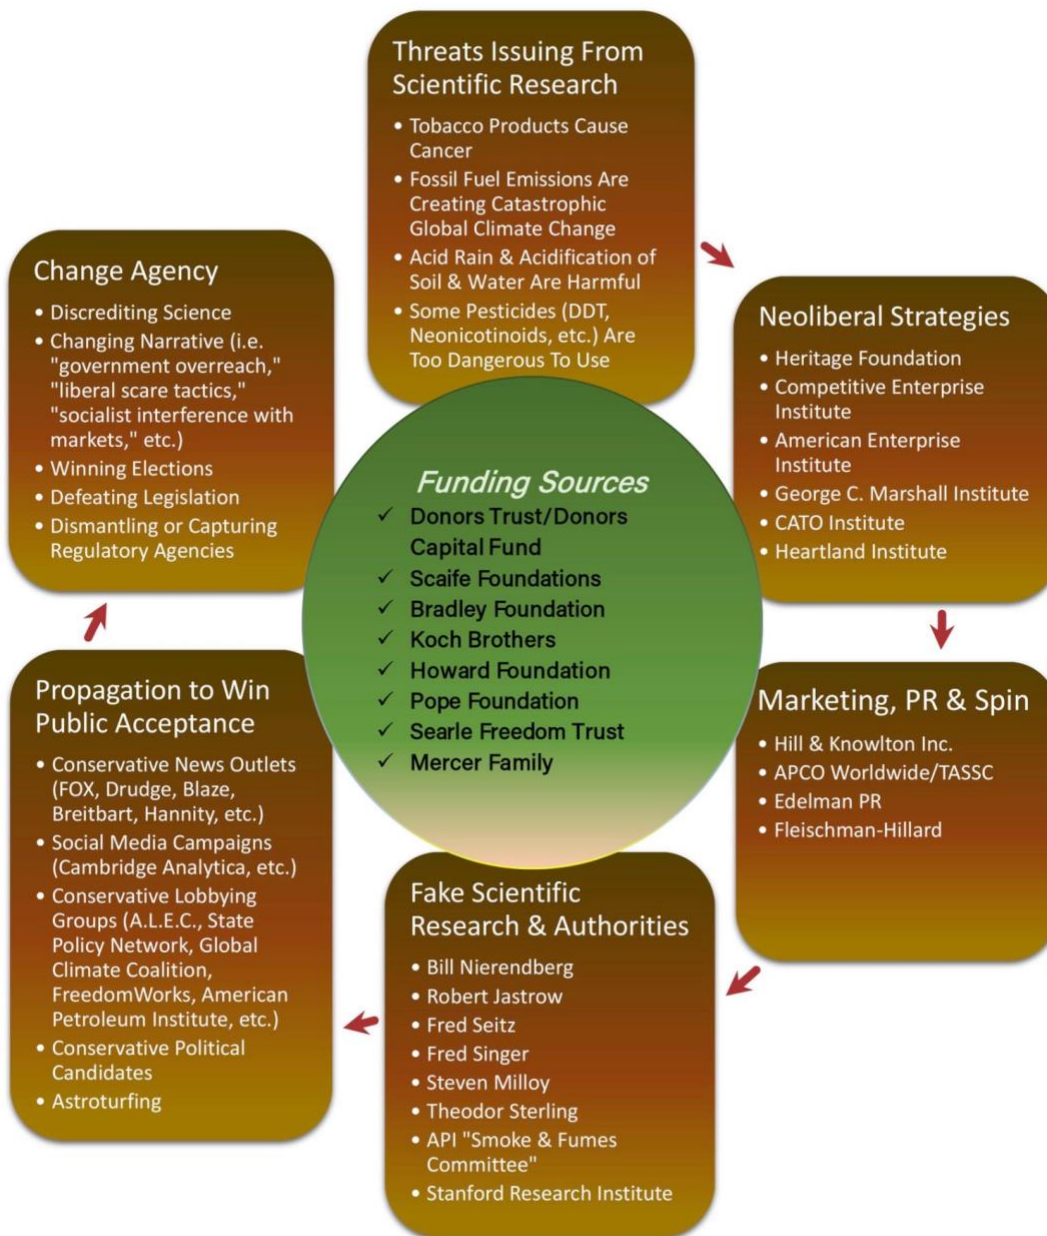 Threats Issuing From
Scientific Research
• Tobacco Products Cause
Cancer
• Fossil Fuel Emissions Are
Creating Catastrophic
Global Climate Change
• Acid Rain & Acidification of
Soil & Water Are Harmful
• Some Pesticides (DDT,
Neonicotinoids, etc.) Are
Too Dangerous To Use
Neoliberal Strategies
• Heritage Foundation
• Competitive Enterprise
Institute
• American Enterprise
Institute
• George C. Marshall Institute
• CATO Institute
• Heartland Institute
Marketing, PR & Spin
• Hill & Knowlton Inc.
• APCO Worldwide/TASSC
• Edelman PR
• Fleischman-Hillard
Fake Scientific
Research & Authorities
• Bill Nierendberg
• Robert Jastrow
• Fred Seitz
• Fred Singer
• Steven Milloy
• Theodor Sterling
• API "Smoke & Fumes
Committee"
• Stanford Research Institute
Propagation to Win
Public Acceptance
• Conservative News Outlets
(FOX, Drudge, Blaze,
Breitbart, Hannity, etc.)
• Social Media Campaigns
(Cambridge Analytica, etc.)
• Conservative Lobbying
Groups (A.L.E.C., State
Policy Network, Global
Climate Coalition,
FreedomWorks, American
Petroleum Institute, etc.)
• Conservative Political
Candidates
• Astroturfing
Change Agency
• Discrediting Science
• Changing Narrative (i.e.
"government overreach,"
"liberal scare tactics,"
"socialist interference with
markets," etc.)
• Winning Elections
• Defeating Legislation
• Dismantling or Capturing
Regulatory Agencies
Funding Sources
✓ Donors Trust/Donors
Capital Fund
✓ Scaife Foundations
✓ Bradley Foundation
✓ Koch Brothers
✓ Howard Foundation
✓ Pope Foundation
✓ Searle Freedom Trust
✓ Mercer Family